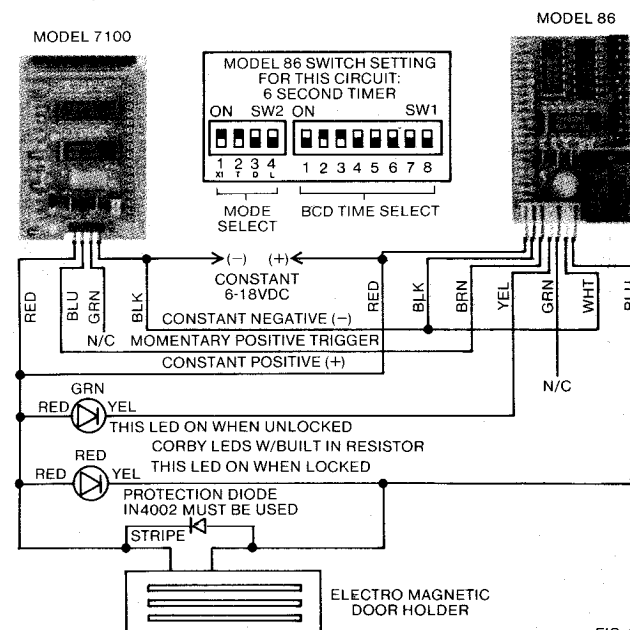 MODEL 86
MODEL 7100
MODEL 86 SWITCH SETTING
FOR THIS CIRCUIT:
6 SECOND TIMER
ON SW2 ON SW1
1 2 3 4 1 2 3 4 5 6 7 8
X1 T D L
MODE
SELECT
BCD TIME SELECT
(-) (+)
CONSTANT
6-18VDC
RED
BLU
GRN
BLK
RED
BLK
BRN
YEL
GRN
WHT
BLU
CONSTANT NEGATIVE (-)
N/C MOMENTARY POSITIVE TRIGGER
CONSTANT POSITIVE (+)
N/C
GRN
RED YEL
THIS LED ON WHEN UNLOCKED
CORBY LEDS W/BUILT IN RESISTOR
RED
RED YEL THIS LED ON WHEN LOCKED
PROTECTION DIODE
IN4002 MUST BE USED
STRIPE
ELECTRO MAGNETIC
DOOR HOLDER